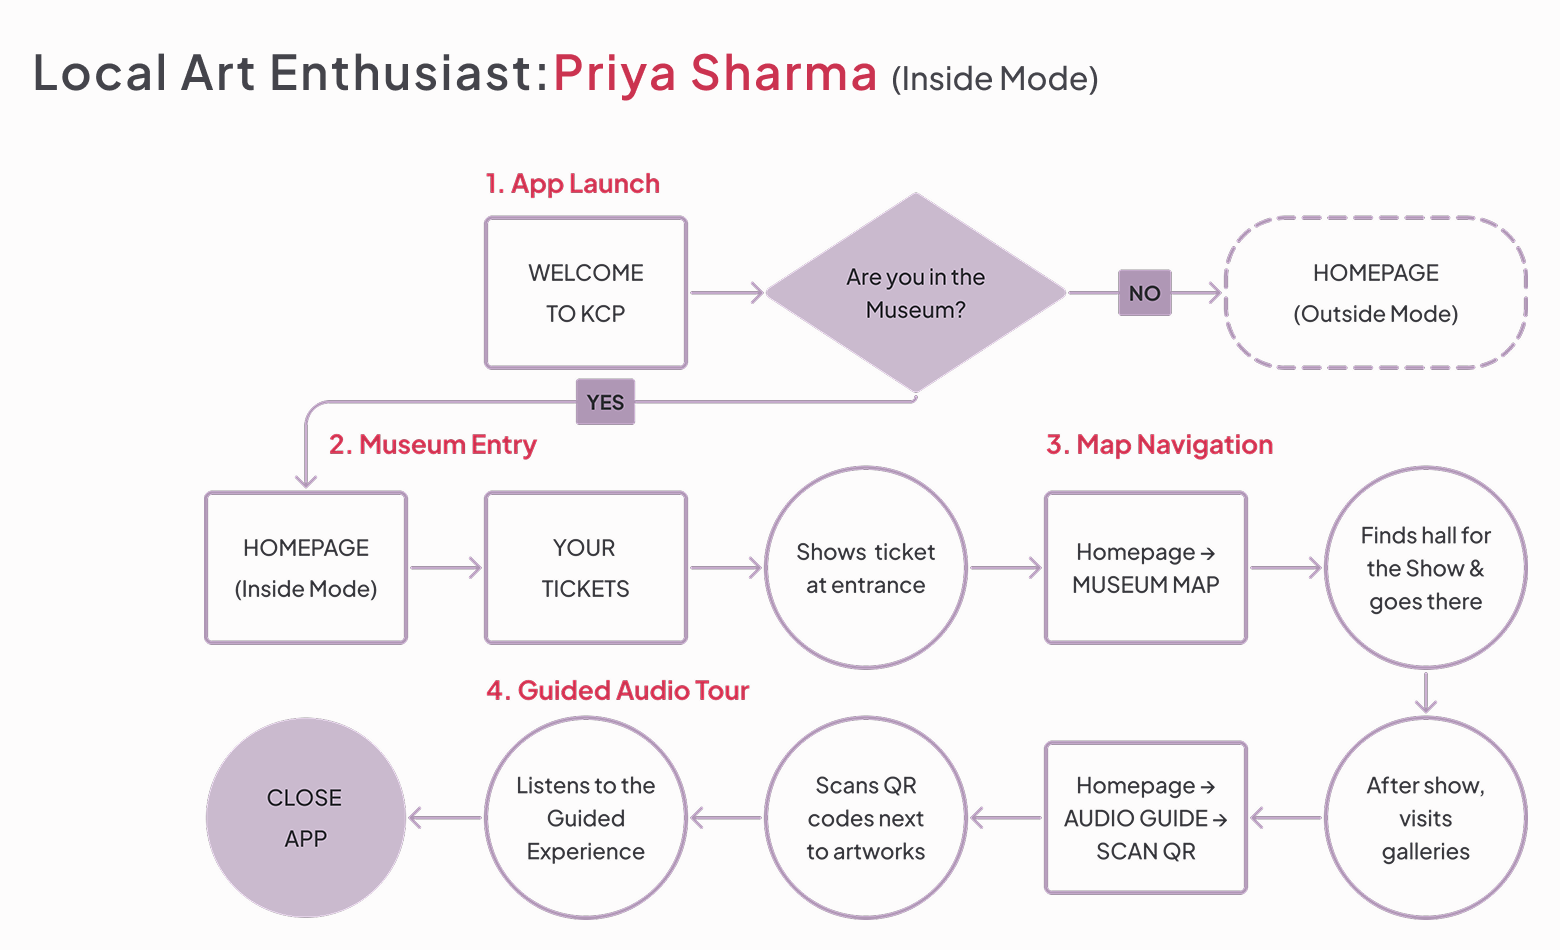 Local Art Enthusiast:Priya Sharma (Inside Mode)
1. App Launch
WELCOME
TO KCP
Are you in the
Museum?
NO
HOMEPAGE
(Outside Mode)
YES
2. Museum Entry
HOMEPAGE
(Inside Mode)
YOUR
TICKETS
Shows ticket
at entrance
3. Map Navigation
Homepage →
MUSEUM MAP
Finds hall for
the Show &
goes there
After show,
visits
galleries
Homepage →
AUDIO GUIDE →
SCAN QR
4. Guided Audio Tour
Scans QR
codes next
to artworks
Listens to the
Guided
Experience
CLOSE
APP